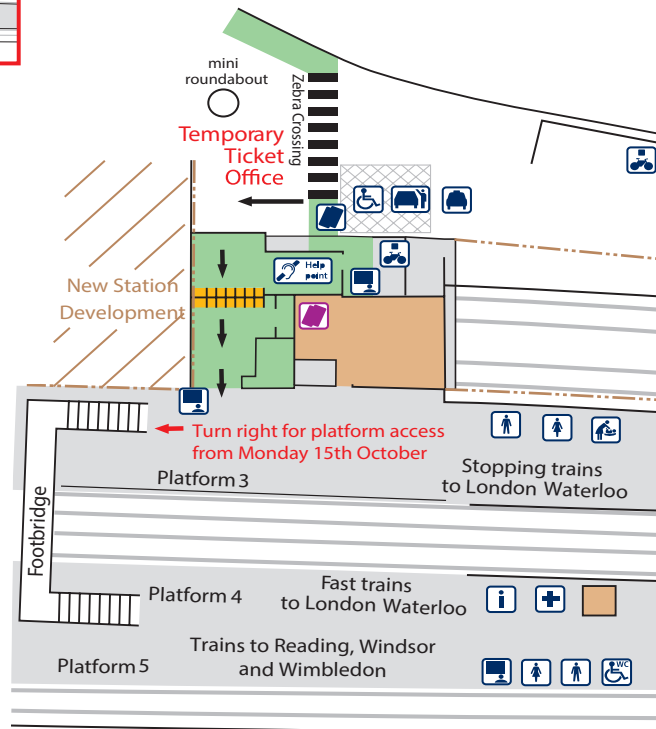 mini
roundabout
Zebra Crossing
Temporary
Ticket
Office
Help
point
New Station
Development
Turn right for platform access
from Monday 15th October
Platform 3
Stopping trains
to London Waterloo
Footbridge
Platform 4
Fast trains
to London Waterloo
Trains to Reading, Windsor
and Wimbledon
Platform 5
WC